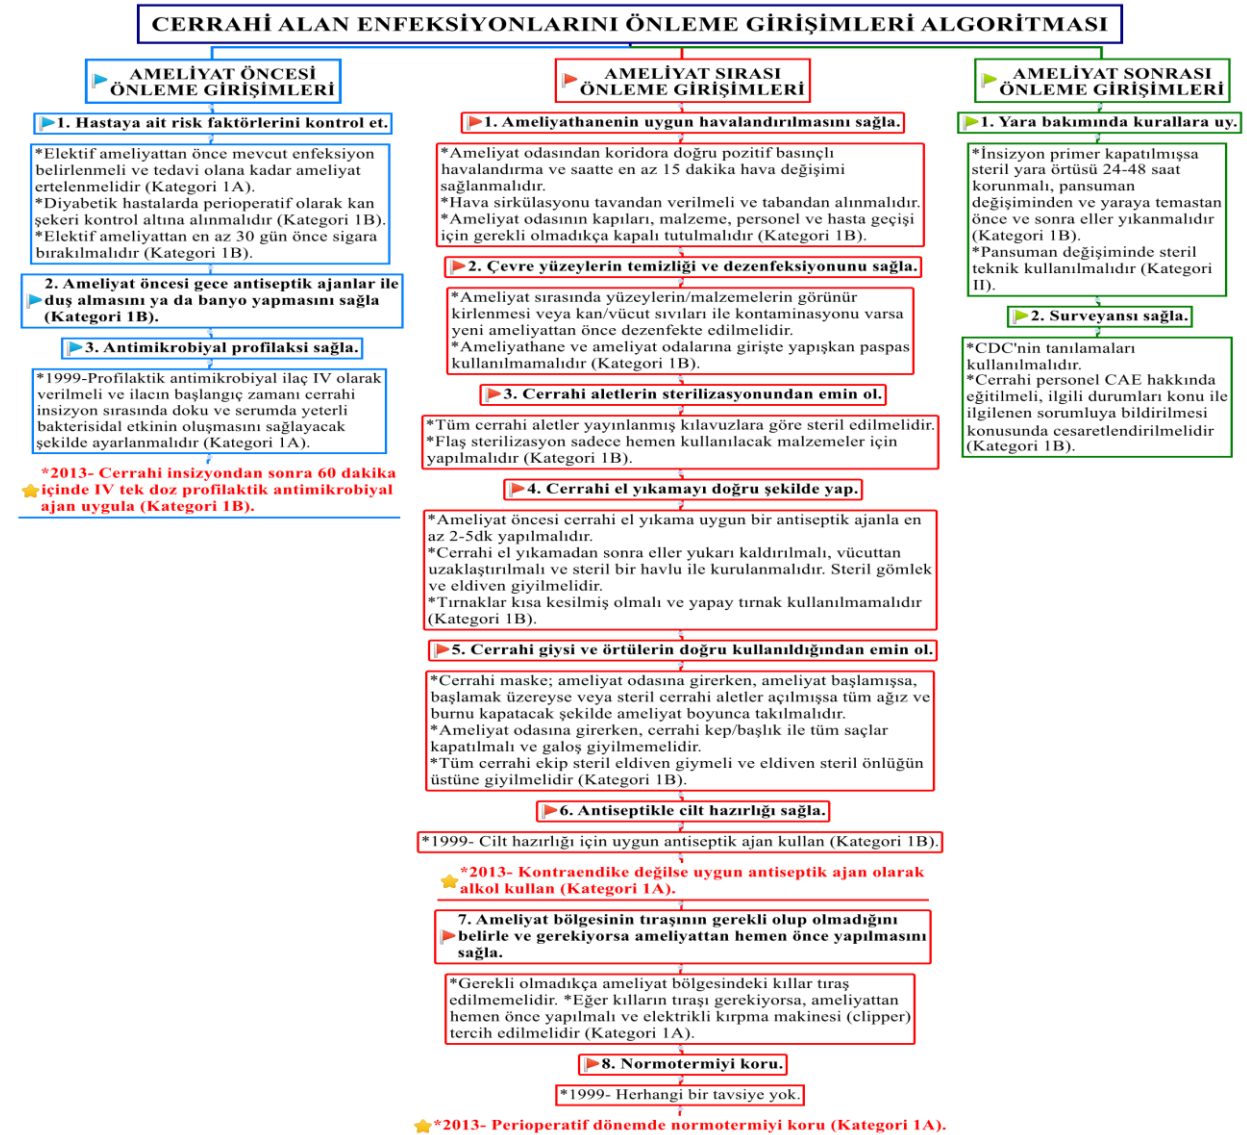 CERRAHİ ALAN ENFEKSİYONLARINI ÖNLEME GİRİŞİMLERİ ALGORİTMASI
AMELİYAT ÖNCESİ
ÖNLEME GİRİŞİMLERİ
1. Hastaya ait risk faktörlerini kontrol et.
*Elektif ameliyattan önce mevcut enfeksiyon
belirlenmeli ve tedavi olana kadar ameliyat
ertelenmelidir (Kategori 1A).
*Diyabetik hastalarda perioperatif olarak kan
şekeri kontrol altına alınmalıdır (Kategori 1B).
*Elektif ameliyattan en az 30 gün önce sigara
bırakılmalıdır (Kategori 1B).
2. Ameliyat öncesi gece antiseptik ajanlar ile
duş almasını ya da banyo yapmasını sağla
(Kategori 1B).
3. Antimikrobiyal profilaksi sağla.
*1999-Profilaktik antimikrobiyal ilaç IV olarak
verilmeli ve ilacın başlangıç zamanı cerrahi
insizyon sırasında doku ve serumda yeterli
bakterisidal etkinin oluşmasını sağlayacak
şekilde ayarlanmalıdır (Kategori 1A).
*2013- Cerrahi insizyondan sonra 60 dakika
içinde IV tek doz profilaktik antimikrobiyal
ajan uygula (Kategori 1B).
AMELİYAT SIRASI
ÖNLEME GİRİŞİMLERİ
1. Ameliyathanenin uygun havalandırılmasını sağla.
*Ameliyat odasından koridora doğru pozitif basınçlı
havalandırma ve saatte en az 15 dakika hava değişimi
sağlanmalıdır.
*Hava sirkülasyonu tavandan verilmeli ve tabandan alınmalıdır.
*Ameliyat odasının kapıları, malzeme, personel ve hasta geçişi
için gerekli olmadıkça kapalı tutulmalıdır (Kategori 1B).
2. Çevre yüzeylerin temizliği ve dezenfeksiyonunu sağla.
*Ameliyat sırasında yüzeylerin/malzemelerin görünür
kirlenmesi veya kan/vücut sıvıları ile kontaminasyonu varsa
yeni ameliyattan önce dezenfekte edilmelidir.
*Ameliyathane ve ameliyat odalarına girişte yapışkan paspas
kullanılmamalıdır (Kategori 1B).
3. Cerrahi aletlerin sterilizasyonundan emin ol.
*Tüm cerrahi aletler yayınlanmış kılavuzlara göre steril edilmelidir.
*Flaş sterilizasyon sadece hemen kullanılacak malzemeler için
yapılmalıdır (Kategori 1B).
4. Cerrahi el yıkamayı doğru şekilde yap.
*Ameliyat öncesi cerrahi el yıkama uygun bir antiseptik ajanla en
az 2-5dk yapılmalıdır.
*Cerrahi el yıkamadan sonra eller yukarı kaldırılmalı, vücuttan
uzaklaştırılmalı ve steril bir havlu ile kurulanmalıdır. Steril gömlek
ve eldiven giyilmelidir.
*Tırnaklar kısa kesilmiş olmalı ve yapay tırnak kullanılmamalıdır
(Kategori 1B).
5. Cerrahi giysi ve örtülerin doğru kullanıldığından emin ol.
*Cerrahi maske; ameliyat odasına girerken, ameliyat başlamışsa,
başlamak üzereyse veya steril cerrahi aletler açılmışsa tüm ağız ve
burnu kapatacak şekilde ameliyat boyunca takılmalıdır.
*Ameliyat odasına girerken, cerrahi kep/başlık ile tüm saçlar
kapatılmalı ve galoş giyilmemelidir.
*Tüm cerrahi ekip steril eldiven giymeli ve eldiven steril önlüğün
üstüne giyilmelidir (Kategori 1B).
6. Antiseptikle cilt hazırlığı sağla.
*1999- Cilt hazırlığı için uygun antiseptik ajan kullan (Kategori 1B).
*2013- Kontraendike değilse uygun antiseptik ajan olarak
alkol kullan (Kategori 1A).
7. Ameliyat bölgesinin tıraşının gerekli olup olmadığını
belirle ve gerekiyorsa ameliyattan hemen önce yapılmasını
sağla.
*Gerekli olmadıkça ameliyat bölgesindeki kıllar tıraş
edilmemelidir. *Eğer kılların tıraşı gerekiyorsa, ameliyattan
hemen önce yapılmalı ve elektrikli kırpma makinesi (clipper)
tercih edilmelidir (Kategori 1A).
8. Normotermiyi koru.
*1999- Herhangi bir tavsiye yok.
*2013- Perioperatif dönemde normotermiyi koru (Kategori 1A).
AMELİYAT SONRASI
ÖNLEME GİRİŞİMLERİ
1. Yara bakımında kurallara uy.
*İnsizyon primer kapatılmışsa
steril yara örtüsü 24-48 saat
korunmalı, pansuman
değişiminden ve yaraya temastan
önce ve sonra eller yıkanmalıdır
(Kategori 1B).
*Pansuman değişiminde steril
teknik kullanılmalıdır (Kategori
II).
2. Surveyansı sağla.
*CDC'nin tanılamaları
kullanılmalıdır.
*Cerrahi personel CAE hakkında
eğitilmeli, ilgili durumları konu ile
ilgilenen sorumluya bildirilmesi
konusunda cesaretlendirilmelidir
(Kategori 1B).